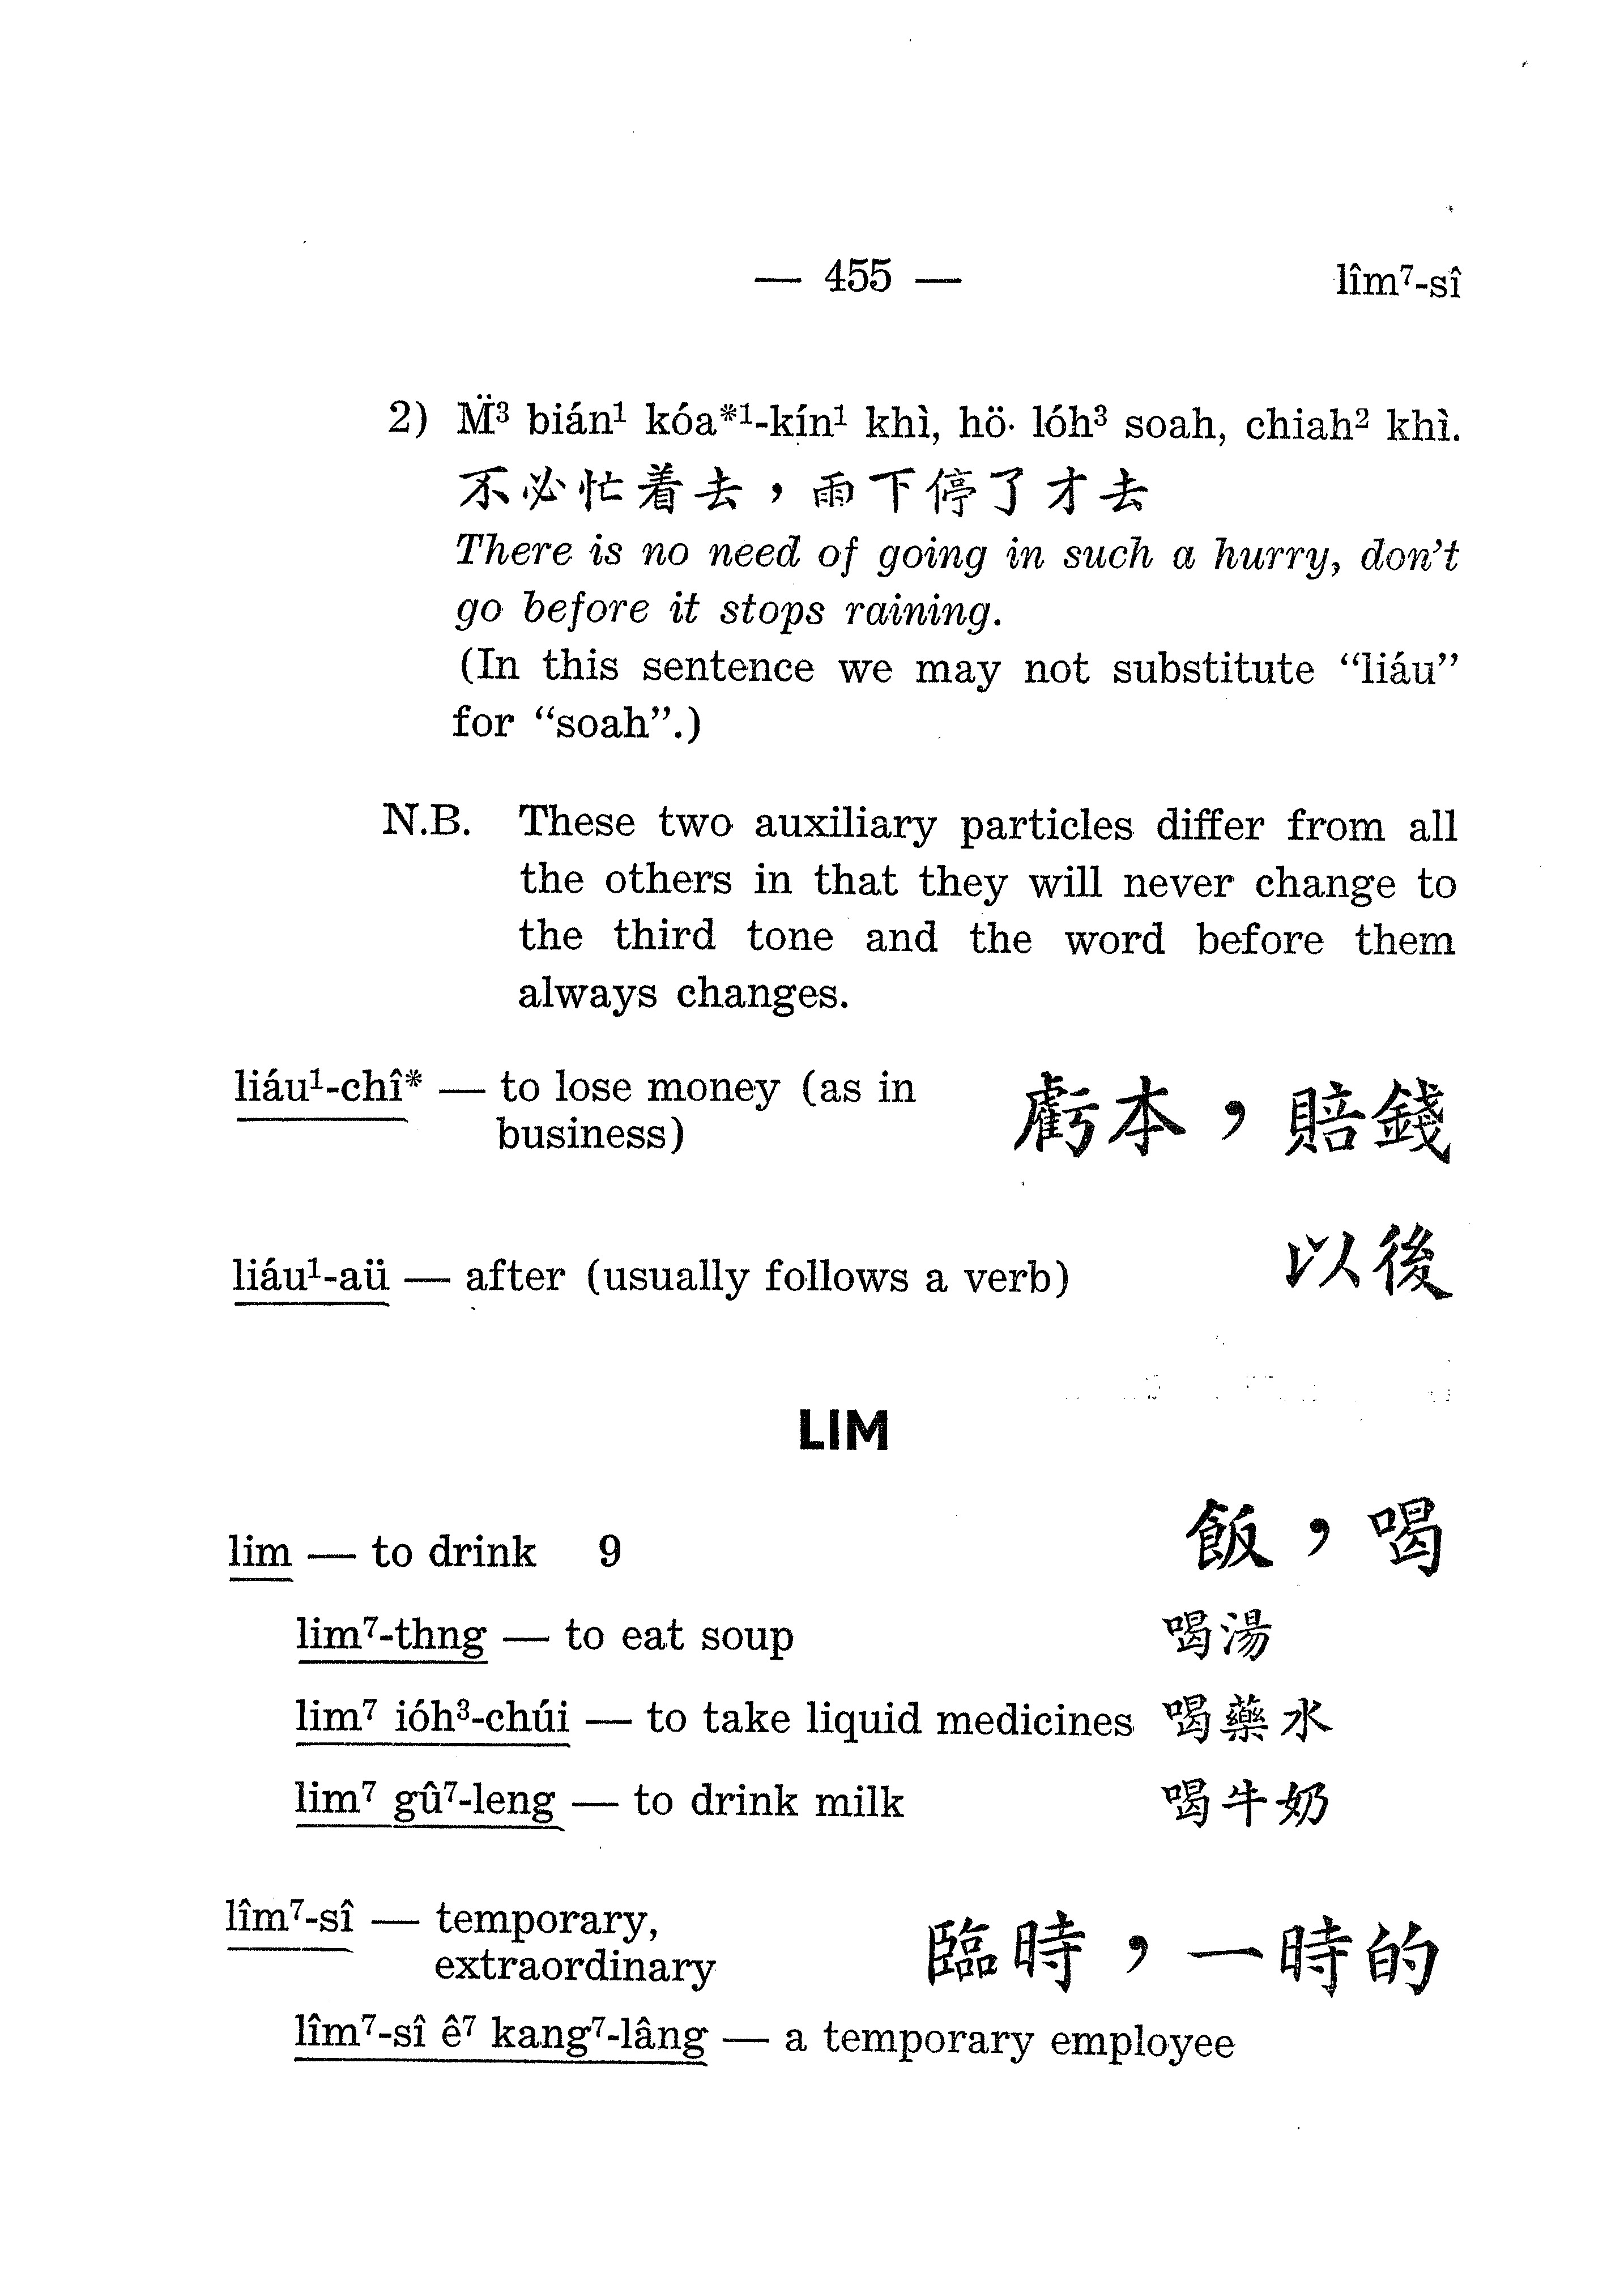 — 455 —
lîm⁷-sî
2) M̈³ bián¹ kóa*¹-kín¹ khì, hö· lóh³ soah, chiah² khì.
不必忙着去，雨下停了才去
There is no need of going in such a hurry, don't
go before it stops raining.
(In this sentence we may not substitute “liáu”
for “soah”.)
N.B. These two auxiliary particles differ from all
the others in that they will never change to
the third tone and the word before them
always changes.
liáu¹-chî* — to lose money (as in
business)
虧本，賠錢
liáu¹-aü — after (usually follows a verb) 以後
LIM
lim — to drink 9 飯，喝
lim⁷-thng — to eat soup 喝湯
lim⁷ ióh³-chúi — to take liquid medicines 喝藥水
lim⁷ gû⁷-leng — to drink milk 喝牛奶
lîm⁷-sî — temporary,
extraordinary
臨時，一時的
lîm⁷-sî ê⁷ kang⁷-lâng — a temporary employee